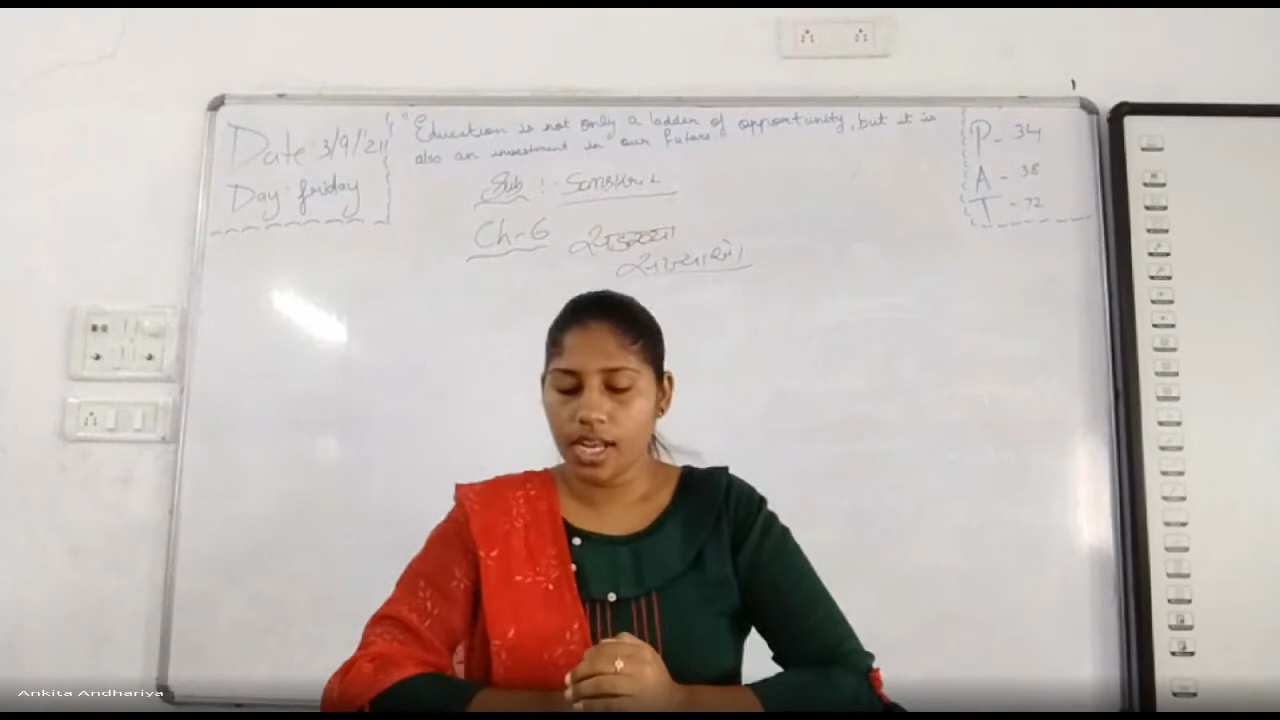 Date 3/9/21
Day: friday
"Education is not only a ladder of opportunity, but it is
also an investment in our future"
Sub :- Sanskrit
Ch-6
P - 34
A - 38
T - 72
Ankita Andhariya